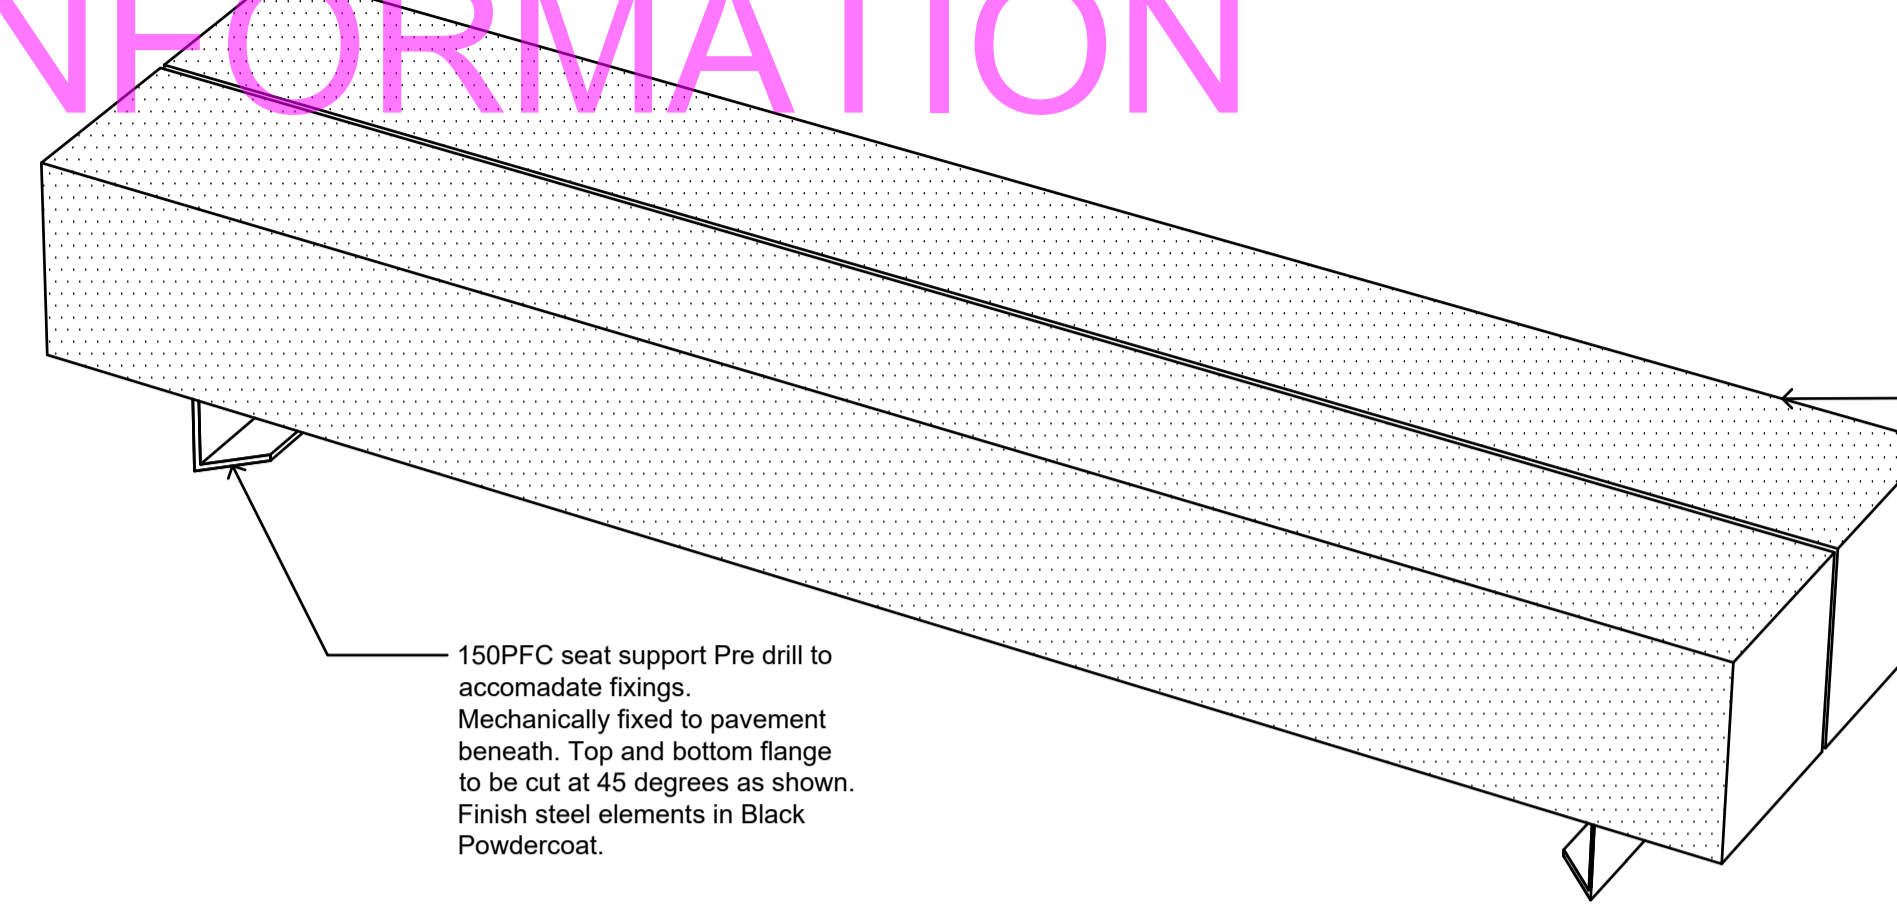 NFORMATION
150PFC seat support Pre drill to
accomadate fixings.
Mechanically fixed to pavement
beneath. Top and bottom flange
to be cut at 45 degrees as shown.
Finish steel elements in Black
Powdercoat.